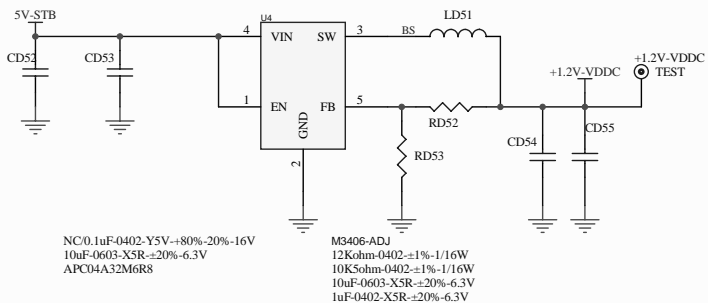 5V-STB
U4
LD51
4
VIN
SW
3
BS
CD52
CD53
+1.2V-VDDC
+1.2V-VDDC
TEST
1
EN
FB
5
GND
RD52
2
RD53
CD54
CD55
NC/0.1uF-0402-Y5V-+80%-20%-16V
10uF-0603-X5R-±20%-6.3V
APC04A32M6R8
M3406-ADJ
12Kohm-0402-±1%-1/16W
10K5ohm-0402-±1%-1/16W
10uF-0603-X5R-±20%-6.3V
1uF-0402-X5R-±20%-6.3V